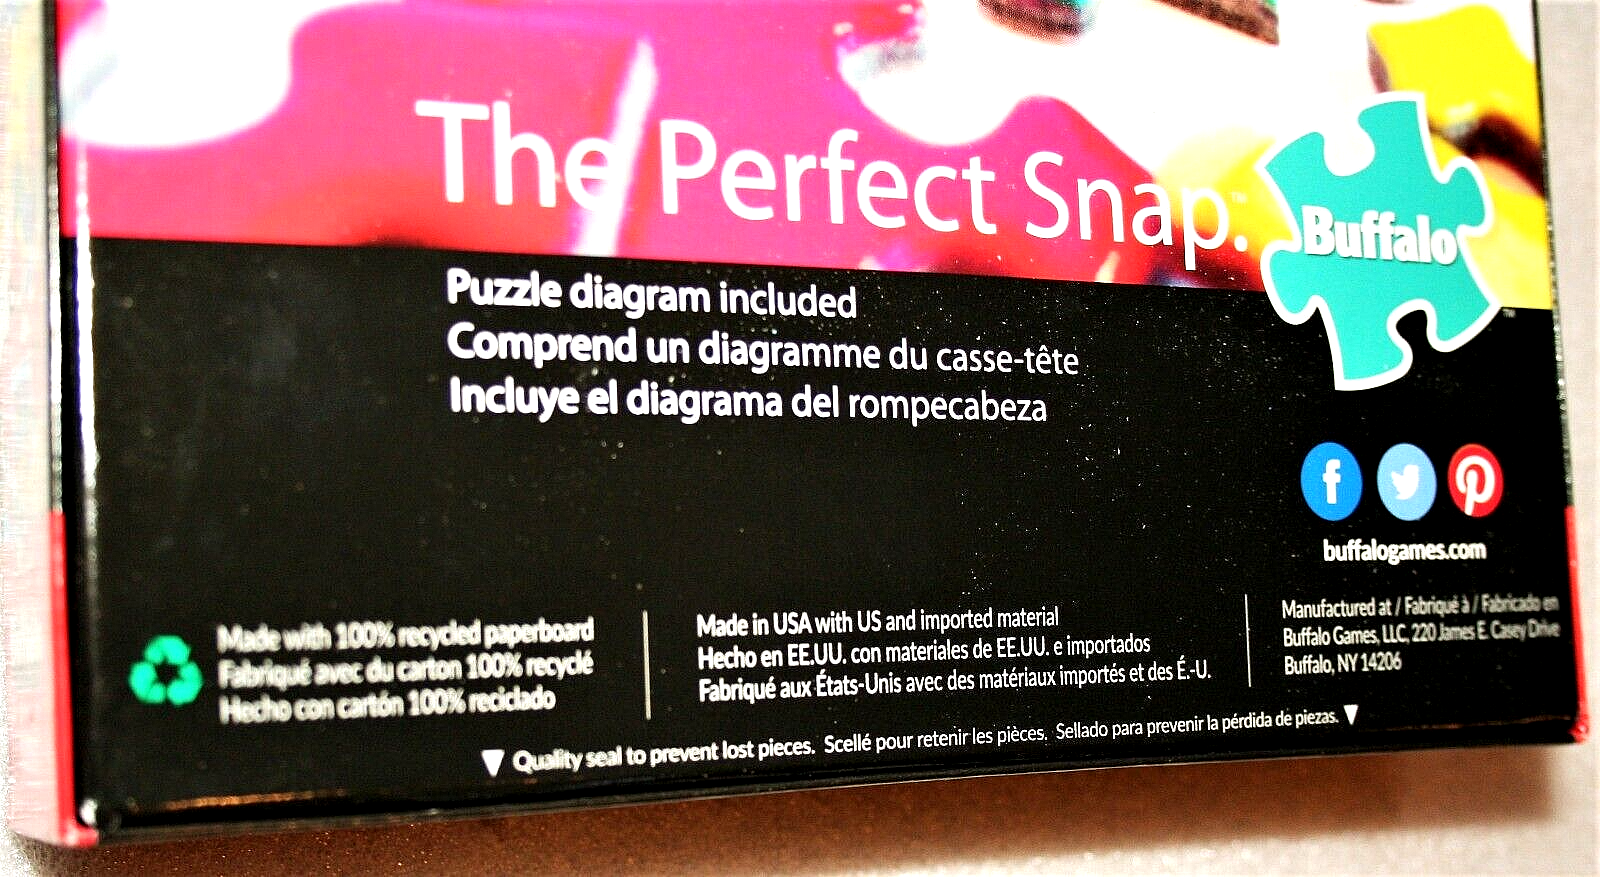 The Perfect Snap.™
Buffalo™
Puzzle diagram included
Comprend un diagramme du casse-tête
Incluye el diagrama del rompecabeza
buffalogames.com
Made with 100% recycled paperboard
Fabriqué avec du carton 100% recyclé
Hecho con cartón 100% reciclado
Made in USA with US and imported material
Hecho en EE.UU. con materiales de EE.UU. e importados
Fabriqué aux États-Unis avec des matériaux importés et des É.-U.
Manufactured at / Fabriqué à / Fabricado en
Buffalo Games, LLC, 220 James E. Casey Drive
Buffalo, NY 14206
▼ Quality seal to prevent lost pieces. Scellé pour retenir les pièces. Sellado para prevenir la pérdida de piezas. ▼